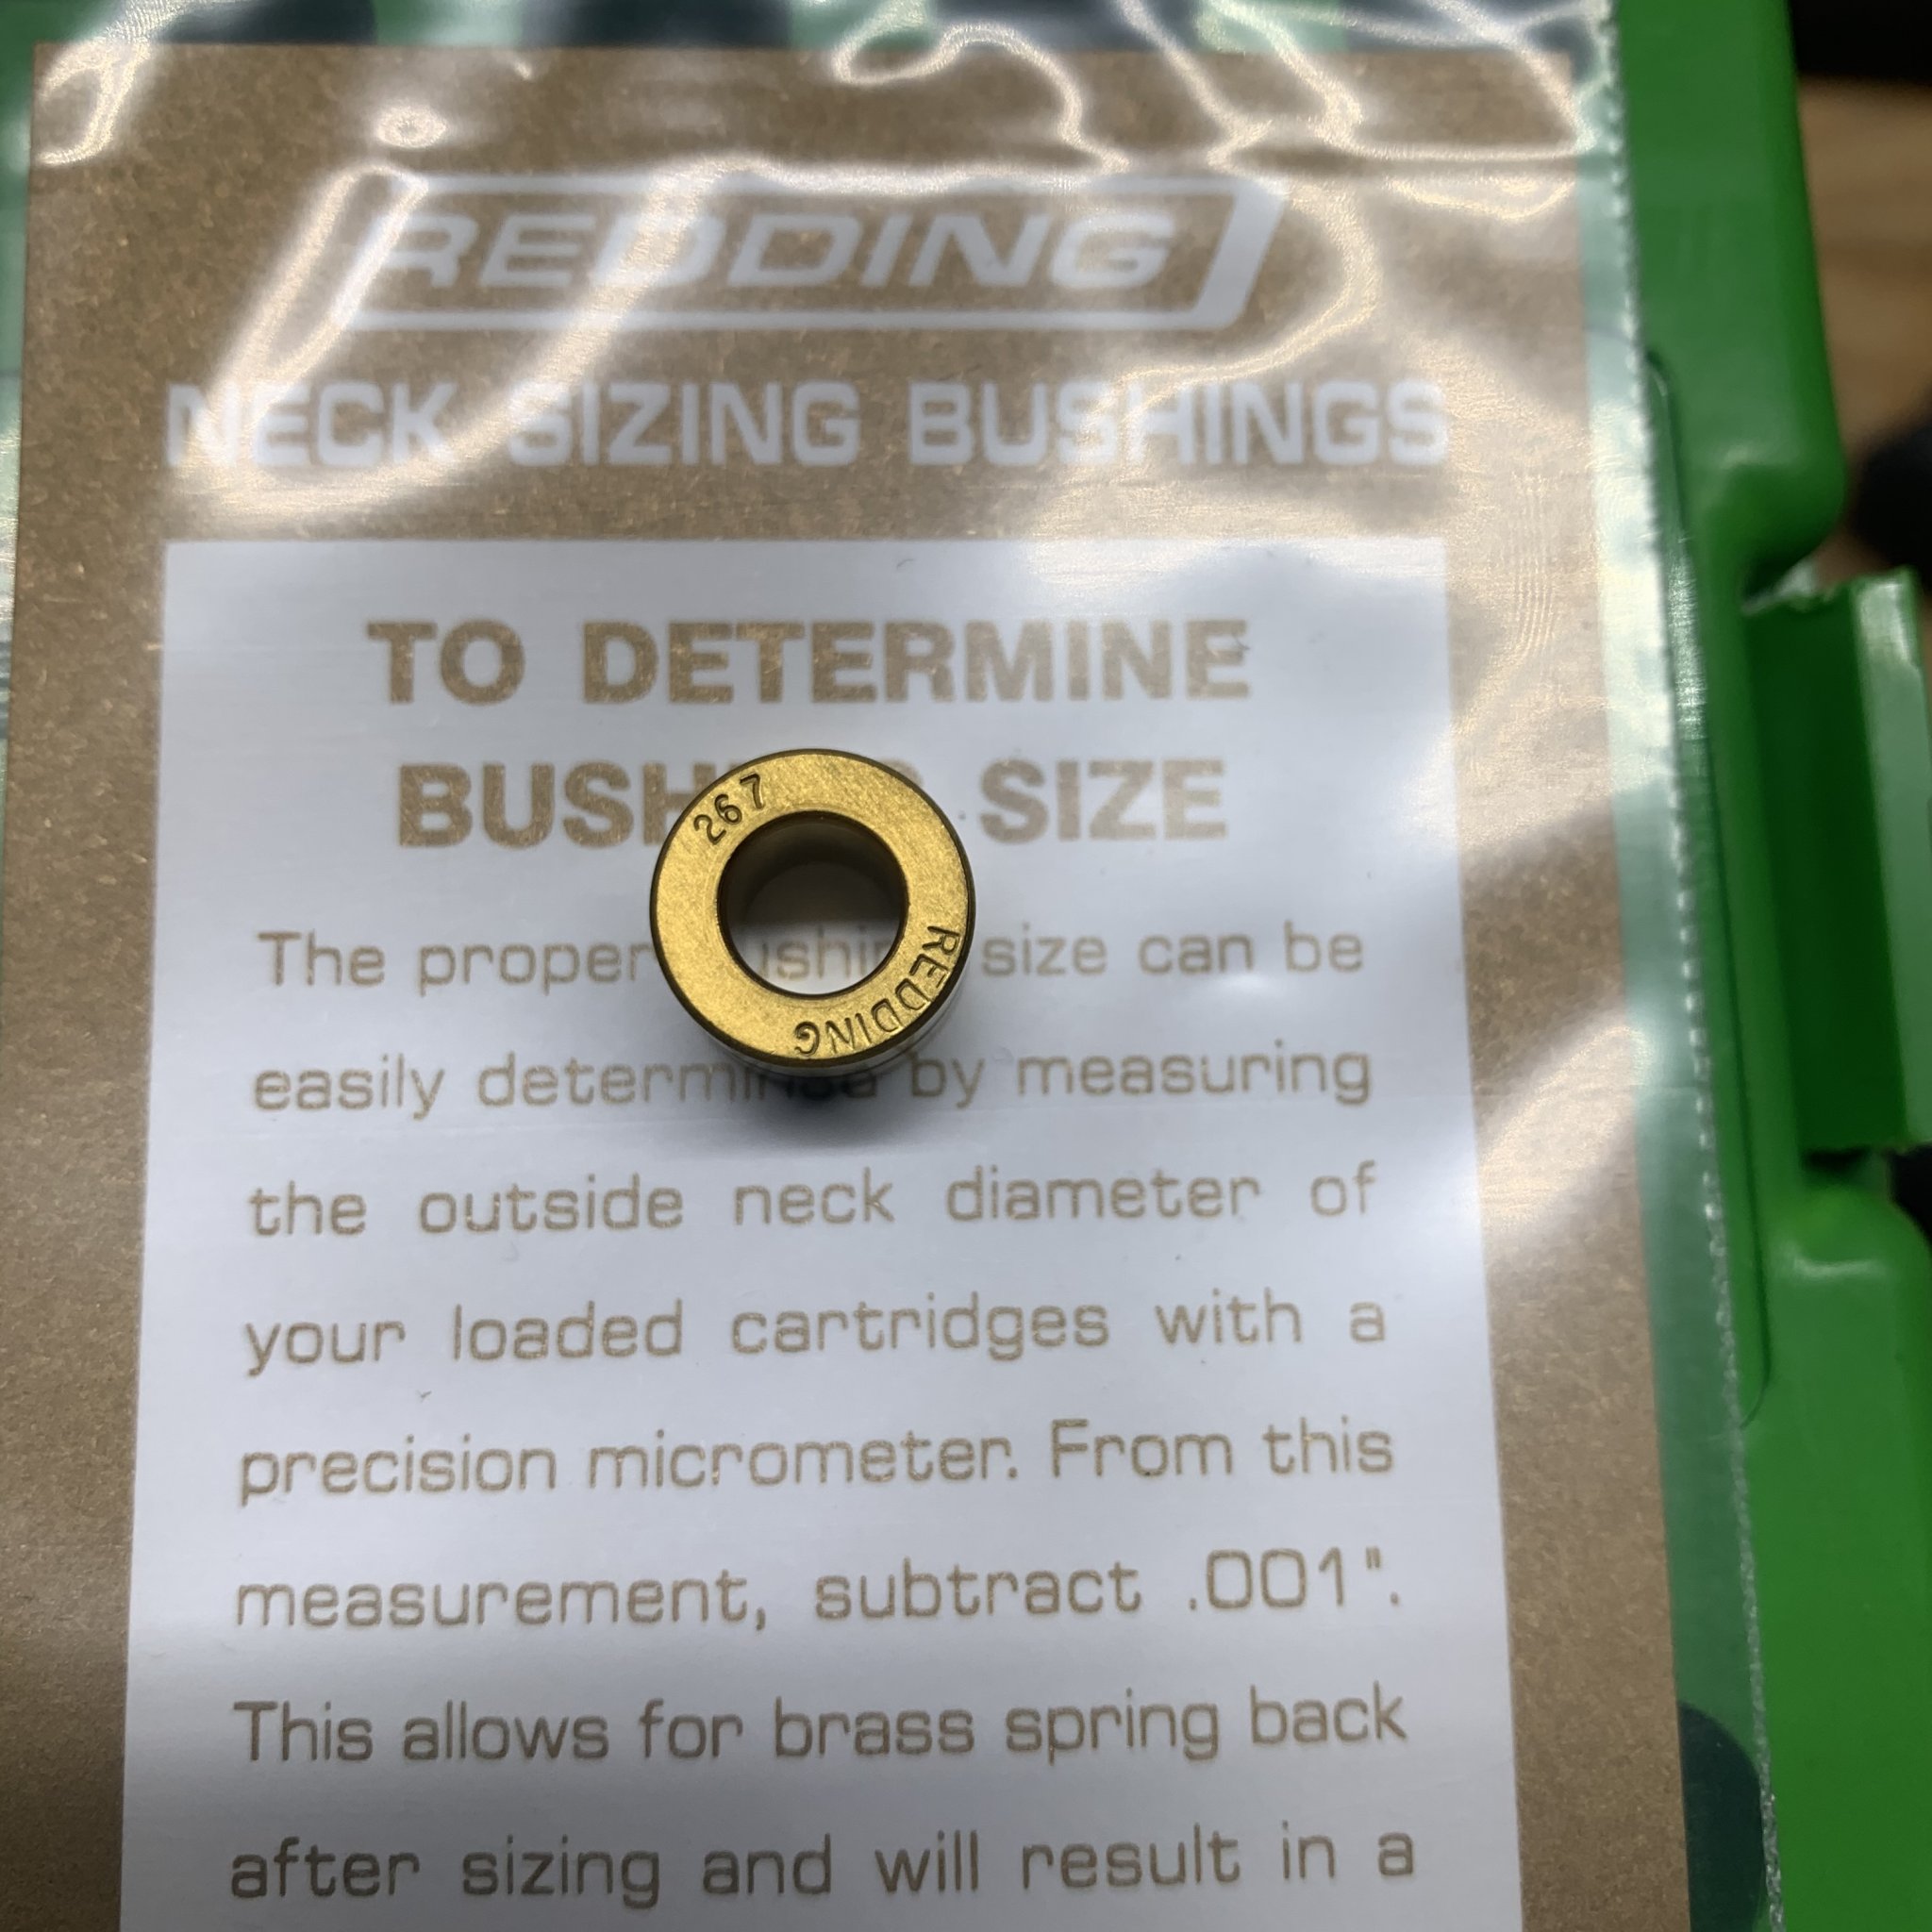 REDDING
NECK SIZING BUSHINGS
TO DETERMINE
SIZE
267
REDDING
The proper size can be
easily by measuring
the outside neck diameter of
your loaded cartridges with a
precision micrometer. From this
measurement, subtract .001".
This allows for brass spring back
after sizing and will result in a